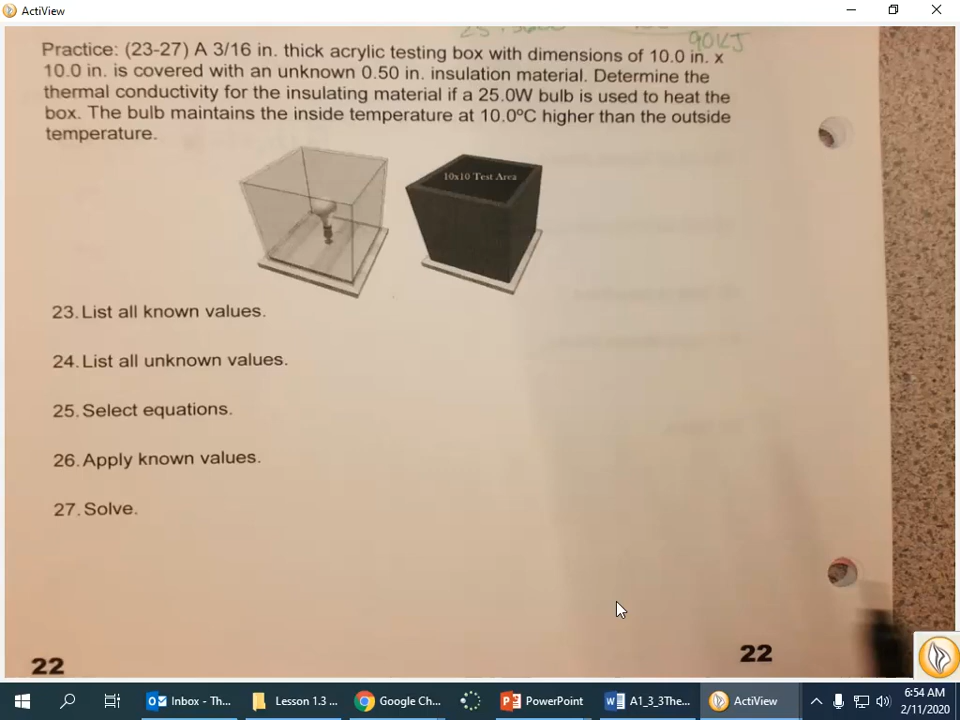 ActiView
90KJ
Practice: (23-27) A 3/16 in. thick acrylic testing box with dimensions of 10.0 in. x
10.0 in. is covered with an unknown 0.50 in. insulation material. Determine the
thermal conductivity for the insulating material if a 25.0W bulb is used to heat the
box. The bulb maintains the inside temperature at 10.0ºC higher than the outside
temperature.
10x10 Test Area
23. List all known values.
24. List all unknown values.
25. Select equations.
26. Apply known values.
27. Solve.
22
22
Inbox - Th...
Lesson 1.3 ...
Google Ch...
PowerPoint
A1_3_3The...
ActiView
6:54 AM
2/11/2020